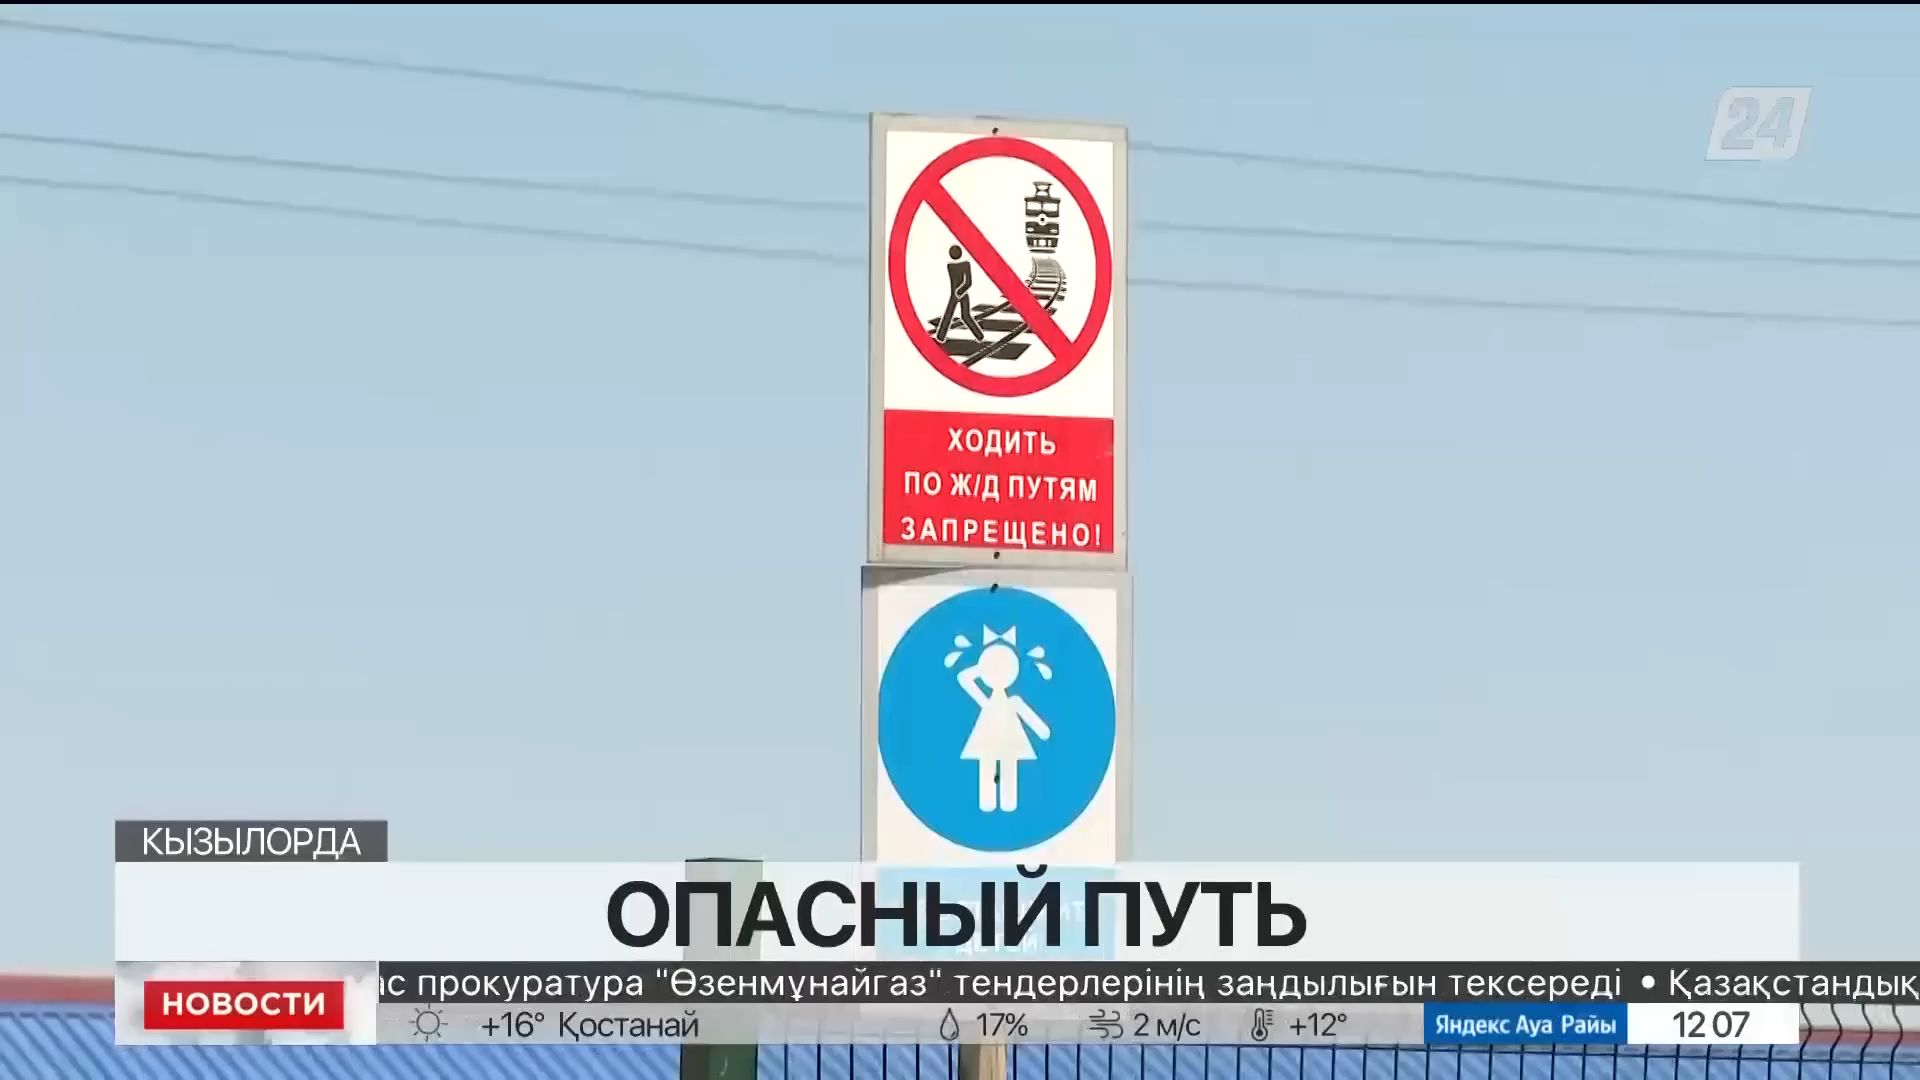 24
ХОДИТЬ
ПО Ж/Д ПУТЯМ
ЗАПРЕЩЕНО!
КЫЗЫЛОРДА
ОПАСНЫЙ ПУТЬ
ДЕТЕЙ
НОВОСТИ
прокуратура "Өзенмұнайгаз" тендерлерінің заңдылығын тексереді • Қазақстандық
+16° Қостанай 17% 2 м/с +12° Яндекс Ауа Райы 12 07